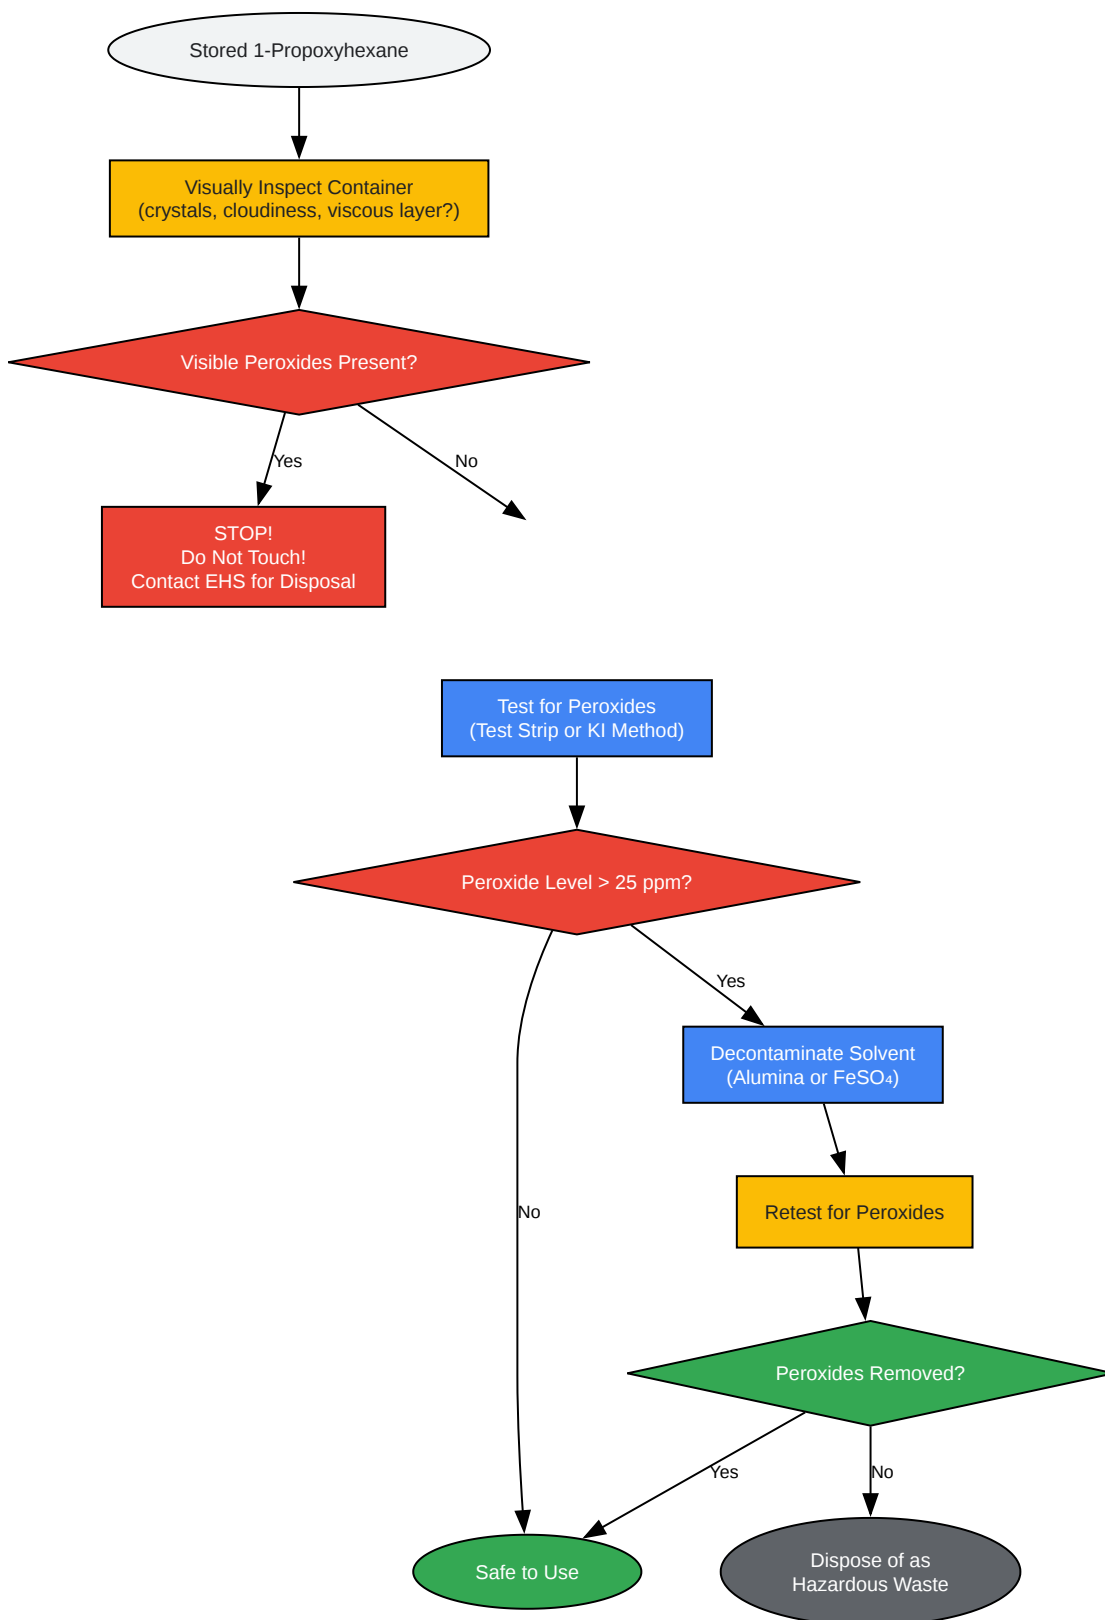 Stored 1-Propoxyhexane
Visually Inspect Container
(crystals, cloudiness, viscous layer?)
Visible Peroxides Present?
Yes
No
STOP!
Do Not Touch!
Contact EHS for Disposal
Test for Peroxides
(Test Strip or KI Method)
Peroxide Level > 25 ppm?
Yes
Decontaminate Solvent
(Alumina or FeSO₄)
No
Retest for Peroxides
Peroxides Removed?
Yes
No
Safe to Use
Dispose of as
Hazardous Waste